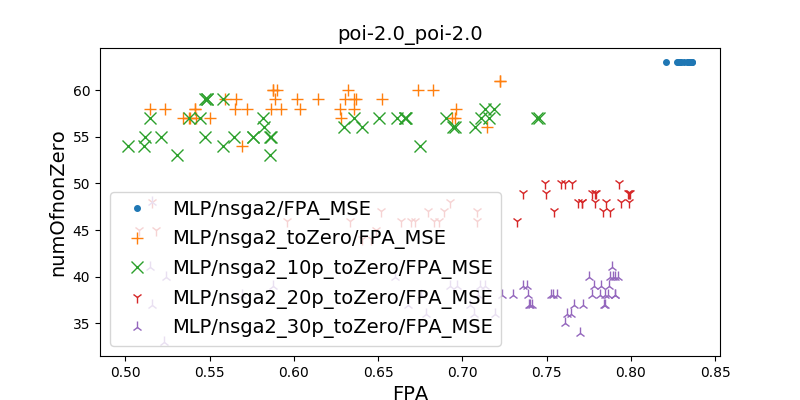 poi-2.0_poi-2.0
numOfnonZero
60
55
50
45
40
35
MLP/nsga2/FPA_MSE
MLP/nsga2_toZero/FPA_MSE
MLP/nsga2_10p_toZero/FPA_MSE
MLP/nsga2_20p_toZero/FPA_MSE
MLP/nsga2_30p_toZero/FPA_MSE
0.50 0.55 0.60 0.65 0.70 0.75 0.80 0.85
FPA